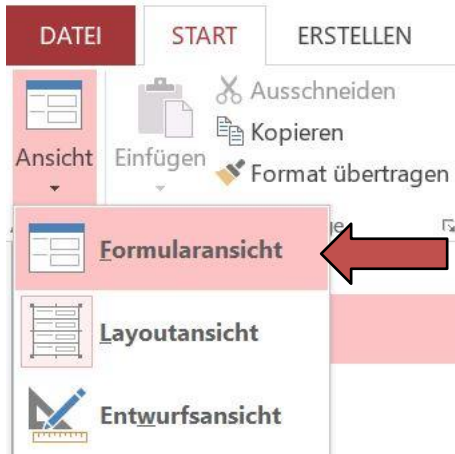 DATEI START ERSTELLEN
Ausschneiden
Kopieren
Ansicht Einfügen
Format übertragen
Formularansicht
Layoutansicht
Entwurfsansicht